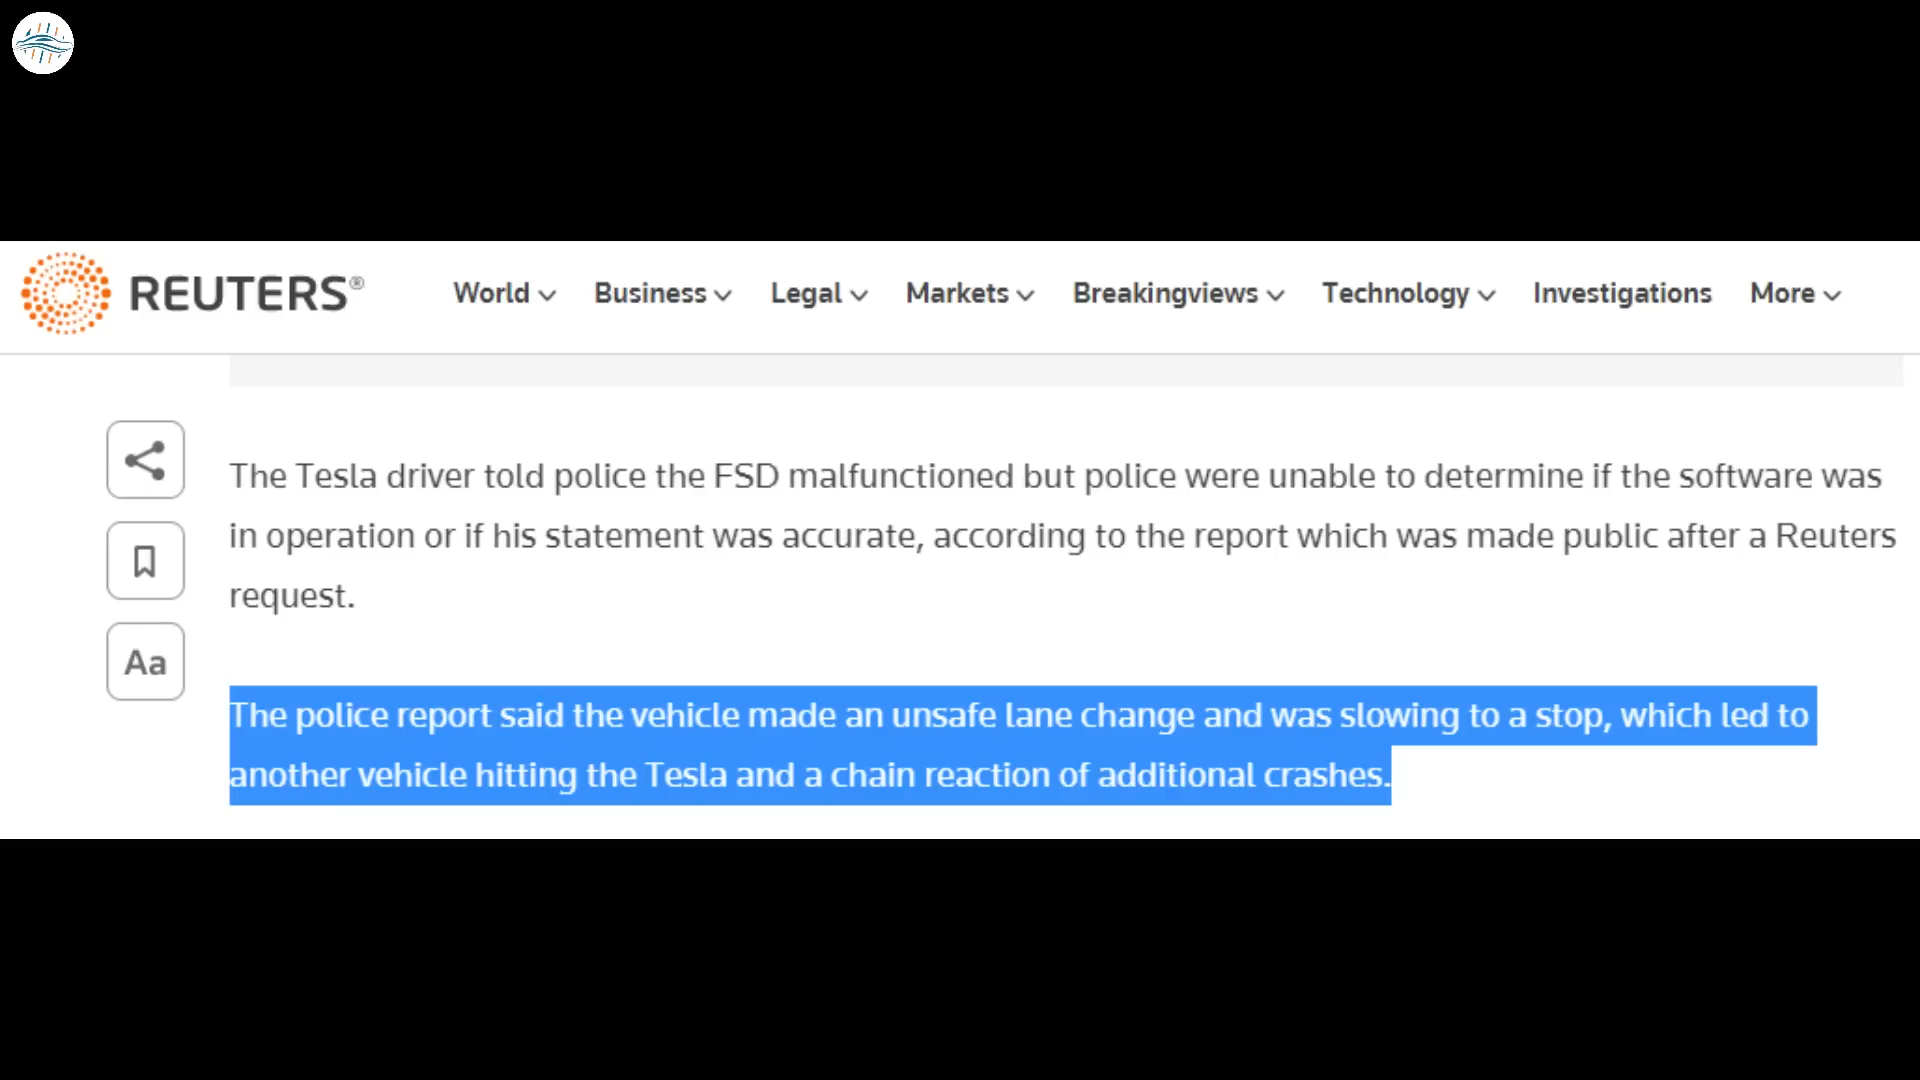 REUTERS®
World Business Legal Markets Breakingviews Technology Investigations More
The Tesla driver told police the FSD malfunctioned but police were unable to determine if the software was
in operation or if his statement was accurate, according to the report which was made public after a Reuters
request.
Aa
The police report said the vehicle made an unsafe lane change and was slowing to a stop, which led to
another vehicle hitting the Tesla and a chain reaction of additional crashes.